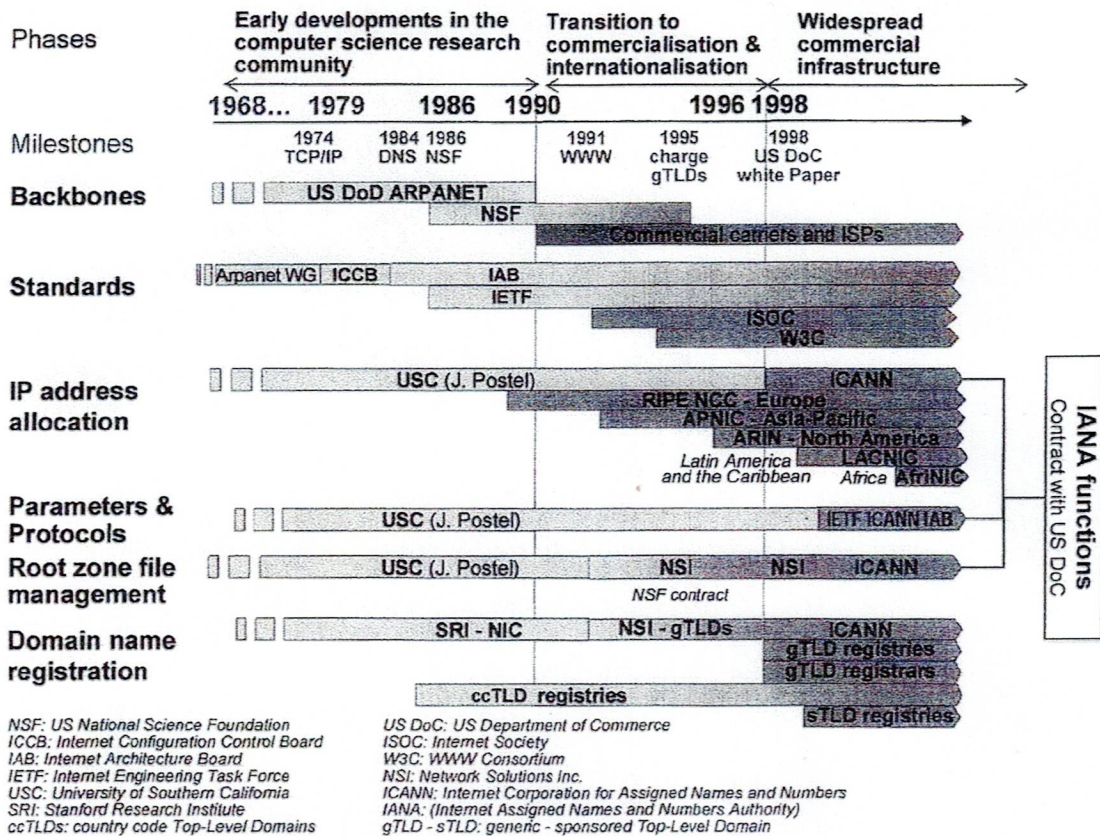 Phases
Early developments in the
computer science research
community
Transition to
commercialisation &
internationalisation
Widespread
commercial
infrastructure
1968... 1979 1986 1990 1996 1998
Milestones
1974
TCP/IP
1984
DNS
1986
NSF
1991
WWW
1995
charge
gTLDs
1998
US DoC
white Paper
Backbones
US DoD ARPANET
NSF
Commercial carriers and ISPs
Standards
Arpanet WG ICCB IAB
IETF
ISOC
W3C
IP address
allocation
USC (J. Postel) ICANN
RIPE NCC - Europe
APNIC - Asia-Pacific
ARIN - North America
Latin America
and the Caribbean
LACNIC
Africa AfriNIC
Parameters &
Protocols
USC (J. Postel) IETF ICANN IAB
Root zone file
management
USC (J. Postel) NSI NSI ICANN
NSF contract
Domain name
registration
SRI - NIC NSI - gTLDs ICANN
gTLD registries
gTLD registrars
ccTLD registries
sTLD registries
IANA functions
Contract with US DoC
NSF: US National Science Foundation
ICCB: Internet Configuration Control Board
IAB: Internet Architecture Board
IETF: Internet Engineering Task Force
USC: University of Southern California
SRI: Stanford Research Institute
ccTLDs: country code Top-Level Domains
US DoC: US Department of Commerce
ISOC: Internet Society
W3C: WWW Consortium
NSI: Network Solutions Inc.
ICANN: Internet Corporation for Assigned Names and Numbers
IANA: (Internet Assigned Names and Numbers Authority)
gTLD - sTLD: generic - sponsored Top-Level Domain